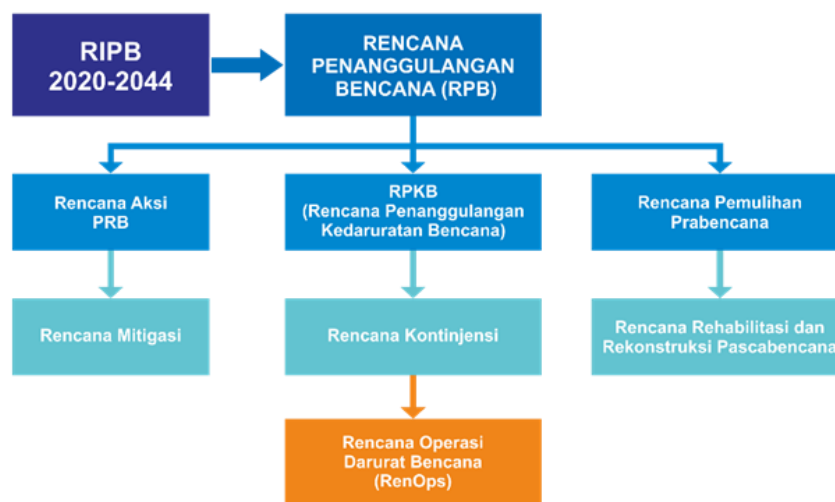 RIPB
2020-2044
RENCANA
PENANGGULANGAN
BENCANA (RPB)
Rencana Aksi
PRB
RPKB
(Rencana Penanggulangan
Kedaruratan Bencana)
Rencana Pemulihan
Prabencana
Rencana Mitigasi
Rencana Kontinjensi
Rencana Rehabilitasi dan
Rekonstruksi Pascabencana
Rencana Operasi
Darurat Bencana
(RenOps)